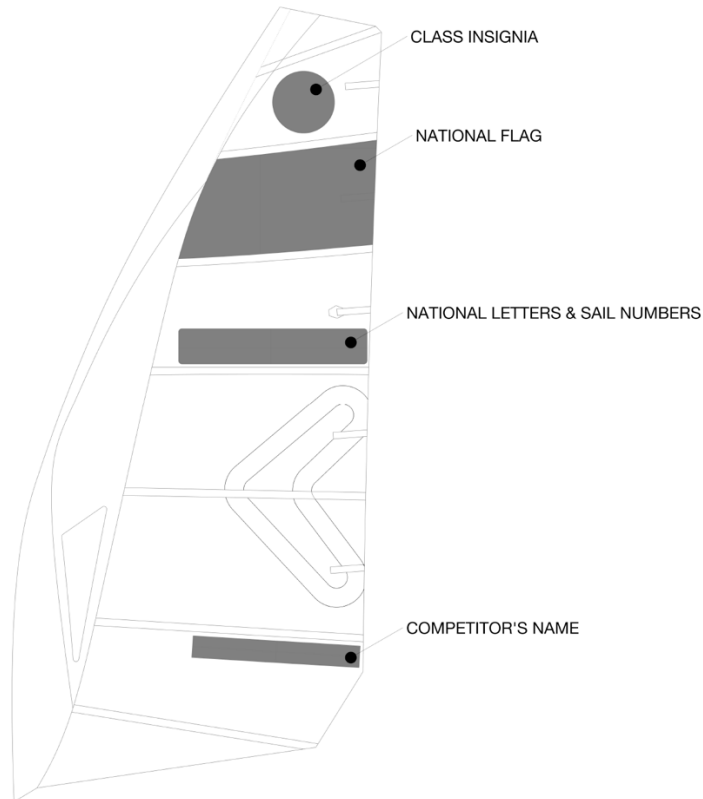 CLASS INSIGNIA
NATIONAL FLAG
NATIONAL LETTERS & SAIL NUMBERS
COMPETITOR'S NAME